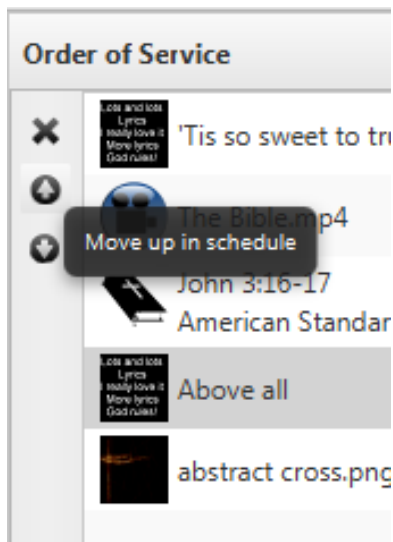 Order of Service
Lots and lots
Lyrics
I really love it
More lyrics
God rules!
'Tis so sweet to tr
The Bible.mp4
Move up in schedule
John 3:16-17
American Standar
Lots and lots
Lyrics
I really love it
More lyrics
God rules!
Above all
abstract cross.png